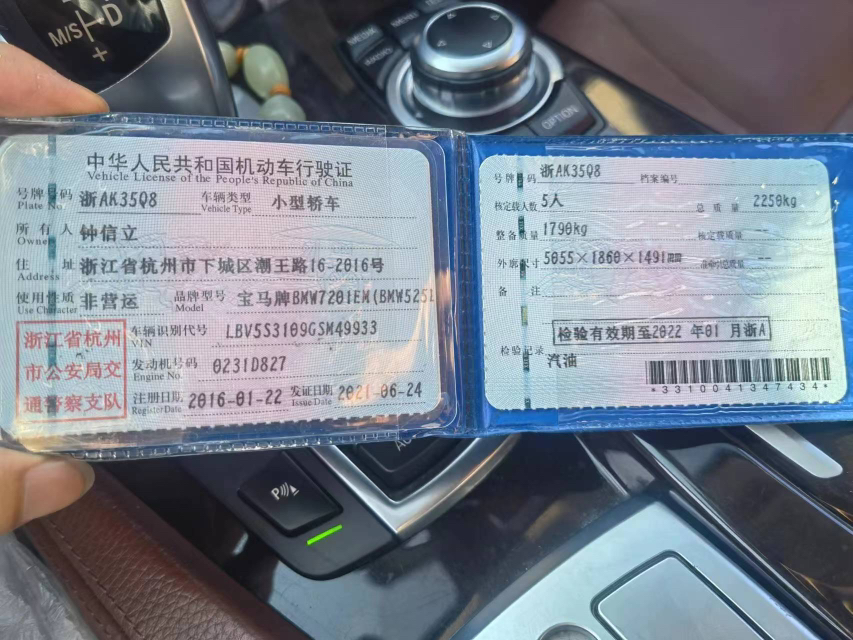 M/S
D
+
MEDIA
MENU
RADIO
OPTION
中华人民共和国机动车行驶证
Vehicle License of the People's Republic of China
号牌号码 浙AK35Q8 车辆类型 小型轿车
Plate No. Vehicle Type
所有人 钟信立
Owner
住址 浙江省杭州市下城区潮王路16-2016号
Address
使用性质 非营运 品牌型号 宝马牌BMW7201EM(BMW525L
Use Character Model
浙江省杭州
市公安局交
通警察支队
车辆识别代号 LBV5S3109GSM49933
VIN
发动机号码 0231D827
Engine No.
注册日期 2016-01-22 发证日期 2021-06-24
Register Date Issue Date
号牌号码 浙AK35Q8 档案编号
核定载人数 5人 总质量 2250kg
整备质量 1790kg 核定载质量 --
外廓尺寸 5055×1860×1491 --
备注
检验有效期至2022 年01 月浙A
检验记录
汽油
*3310041347434*
P